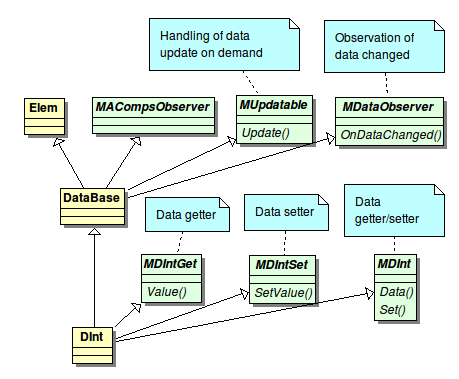 Handling of data
update on demand
Observation of
data changed
Elem
MACompsObserver
MUpdatable
Update()
MDataObserver
OnDataChanged()
DataBase
Data getter
Data setter
Data
getter/setter
MDIntGet
Value()
MDIntSet
SetValue()
MDInt
Data()
Set()
DInt